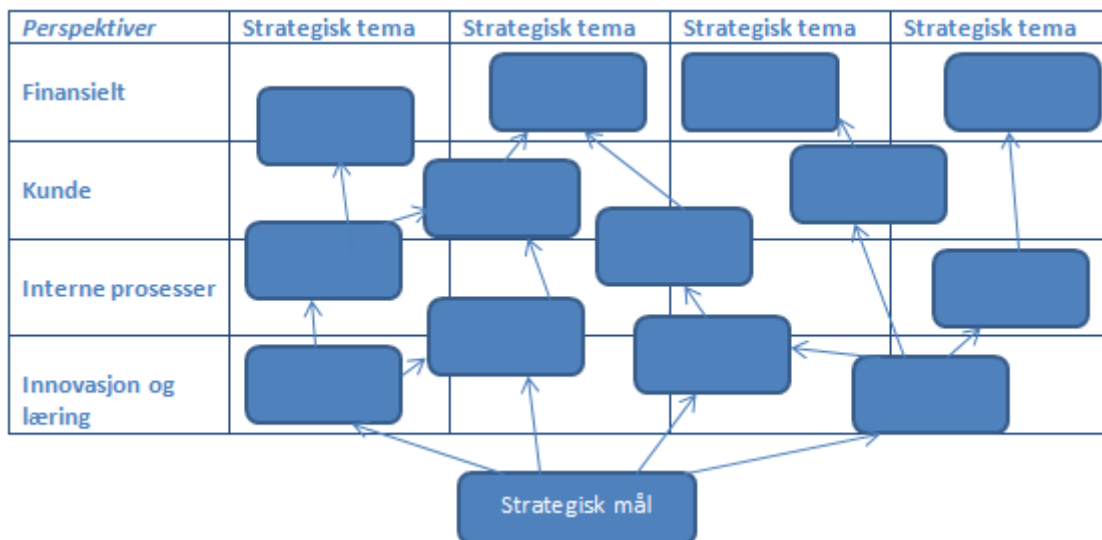 Perspektiver Strategisk tema Strategisk tema Strategisk tema Strategisk tema
Finansielt
Kunde
Interne prosesser
Innovasjon og
læring
Strategisk mål